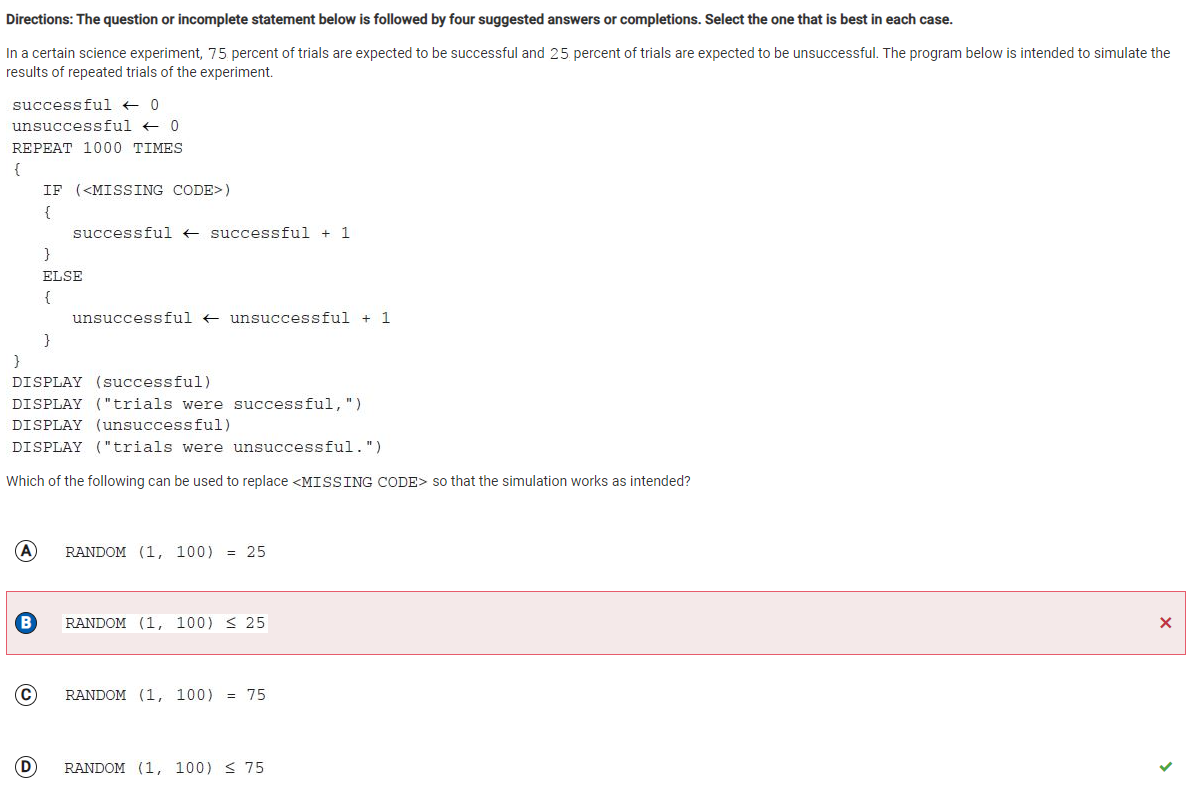 Directions: The question or incomplete statement below is followed by four suggested answers or completions. Select the one that is best in each case.
In a certain science experiment, 75 percent of trials are expected to be successful and 25 percent of trials are expected to be unsuccessful. The program below is intended to simulate the
results of repeated trials of the experiment.
successful ← 0
unsuccessful ← 0
REPEAT 1000 TIMES
{
IF (<MISSING CODE>)
{
successful ← successful + 1
}
ELSE
{
unsuccessful ← unsuccessful + 1
}
}
DISPLAY (successful)
DISPLAY ("trials were successful,")
DISPLAY (unsuccessful)
DISPLAY ("trials were unsuccessful.")
Which of the following can be used to replace <MISSING CODE> so that the simulation works as intended?
A RANDOM (1, 100) = 25
B RANDOM (1, 100) ≤ 25
C RANDOM (1, 100) = 75
D RANDOM (1, 100) ≤ 75